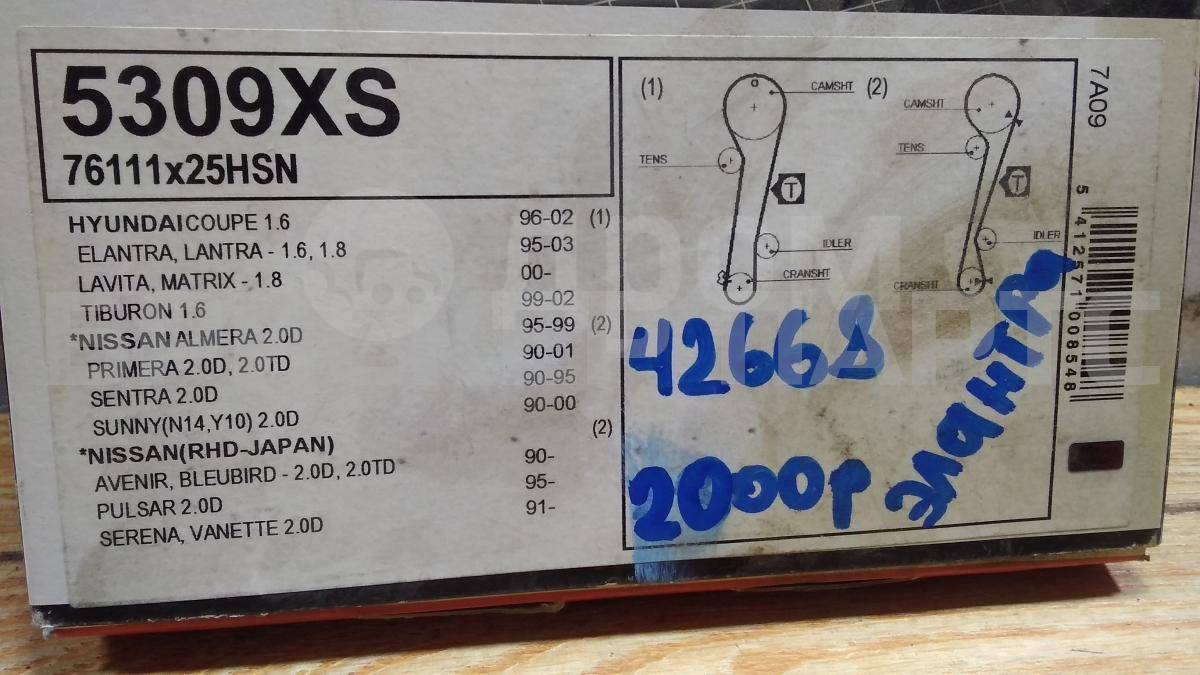 5309XS
76111x25HSN
HYUNDAI COUPE 1.6 96-02 (1)
ELANTRA, LANTRA - 1.6, 1.8 95-03
LAVITA, MATRIX - 1.8 00-
TIBURON 1.6 99-02
*NISSAN ALMERA 2.0D 95-99 (2)
PRIMERA 2.0D, 2.0TD 90-01
SENTRA 2.0D 90-95
SUNNY(N14,Y10) 2.0D 90-00
*NISSAN(RHD-JAPAN) (2)
AVENIR, BLEUBIRD - 2.0D, 2.0TD 90-
PULSAR 2.0D 95-
SERENA, VANETTE 2.0D 91-
(1)
CAMSHT
TENS
T
IDLER
CRANSHT
(2)
CAMSHT
TENS
T
IDLER
CRANSHT
42668
2000р
Элантра
7A09
5 412571 008548